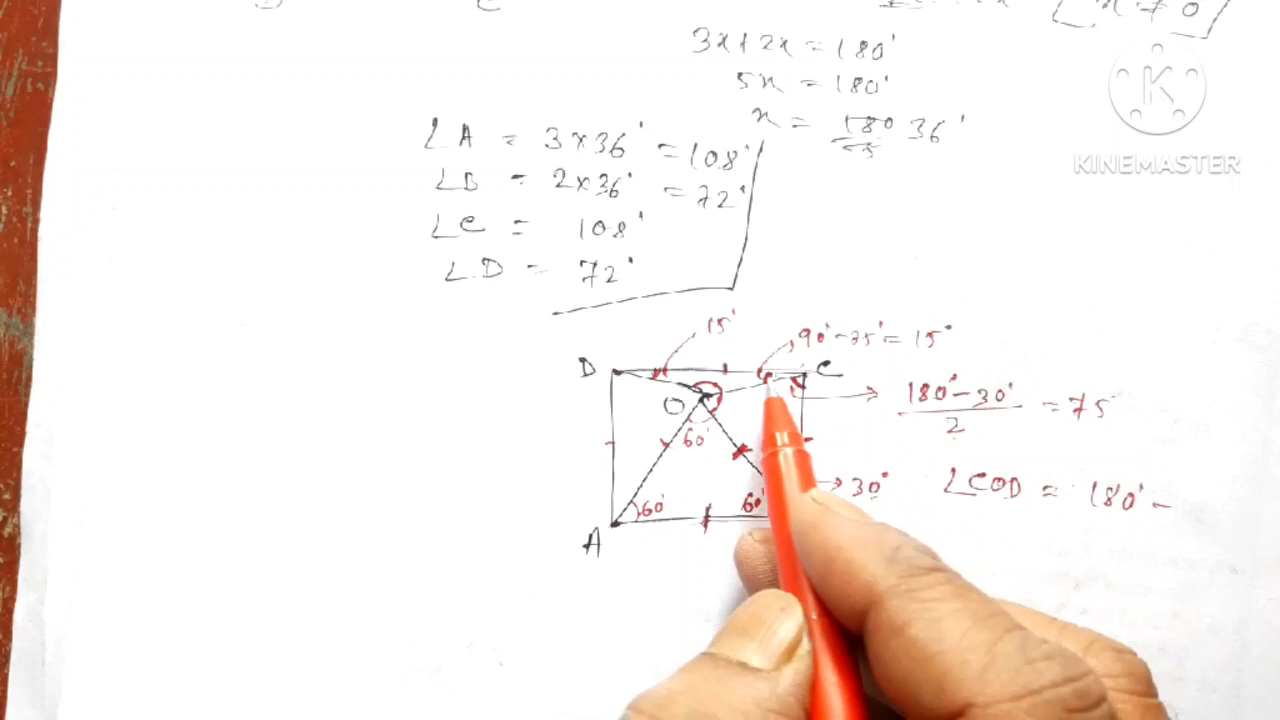 3x + 2x = 180°
5x = 180°
x = 180/5 36°
∠A = 3×36° = 108°
∠B = 2×36° = 72°
∠C = 108°
∠D = 72°
KINEMASTER
15° 90°-75° = 15°
D C
O
180°-30°/2 = 75
60°
60° 60° → 30° ∠COD = 180° -
A